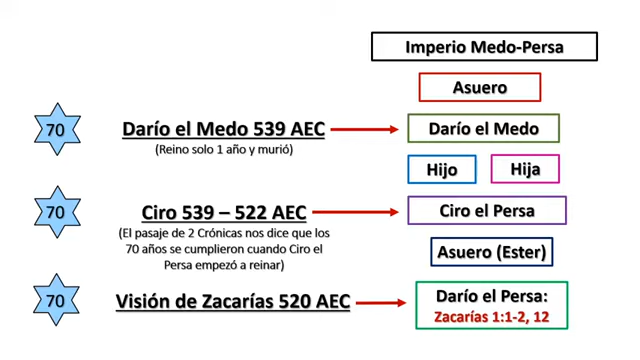 Imperio Medo-Persa
Asuero
70
Darío el Medo 539 AEC
(Reino solo 1 año y murió)
Darío el Medo
Hijo
Hija
70
Ciro 539 – 522 AEC
(El pasaje de 2 Crónicas nos dice que los
70 años se cumplieron cuando Ciro el
Persa empezó a reinar)
Ciro el Persa
Asuero (Ester)
70
Visión de Zacarías 520 AEC
Darío el Persa:
Zacarías 1:1-2, 12